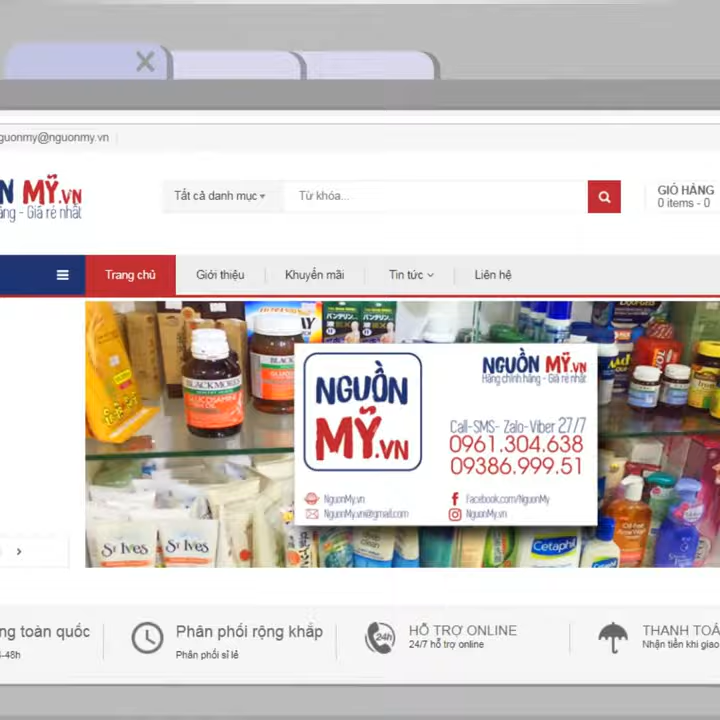 guonmy@nguonmy.vn
N MỸ.VN
ãng - Giá rẻ nhất
Tất cả danh mục
Từ khóa...
GIỎ HÀNG
0 items - 0
Trang chủ
Giới thiệu
Khuyến mãi
Tin tức
Liên hệ
BLACKMORES
GLUCOSAMINE
NGUỒN
MỸ.VN
NGUỒN MỸ.VN
Hàng chính hãng - Giá rẻ nhất
Call-SMS- Zalo-Viber 27/7
0961.304.638
09386.999.51
NguonMy.vn
Facebook.com/NguonMy
NguonMy.vn@gmail.com
NguonMy.vn
St Ives
St Ives
Cetaphil
ng toàn quốc
-48h
Phân phối rộng khắp
Phân phối sỉ lẻ
24h
HỖ TRỢ ONLINE
24/7 hỗ trợ online
THANH TOÁ
Nhận tiền khi giao